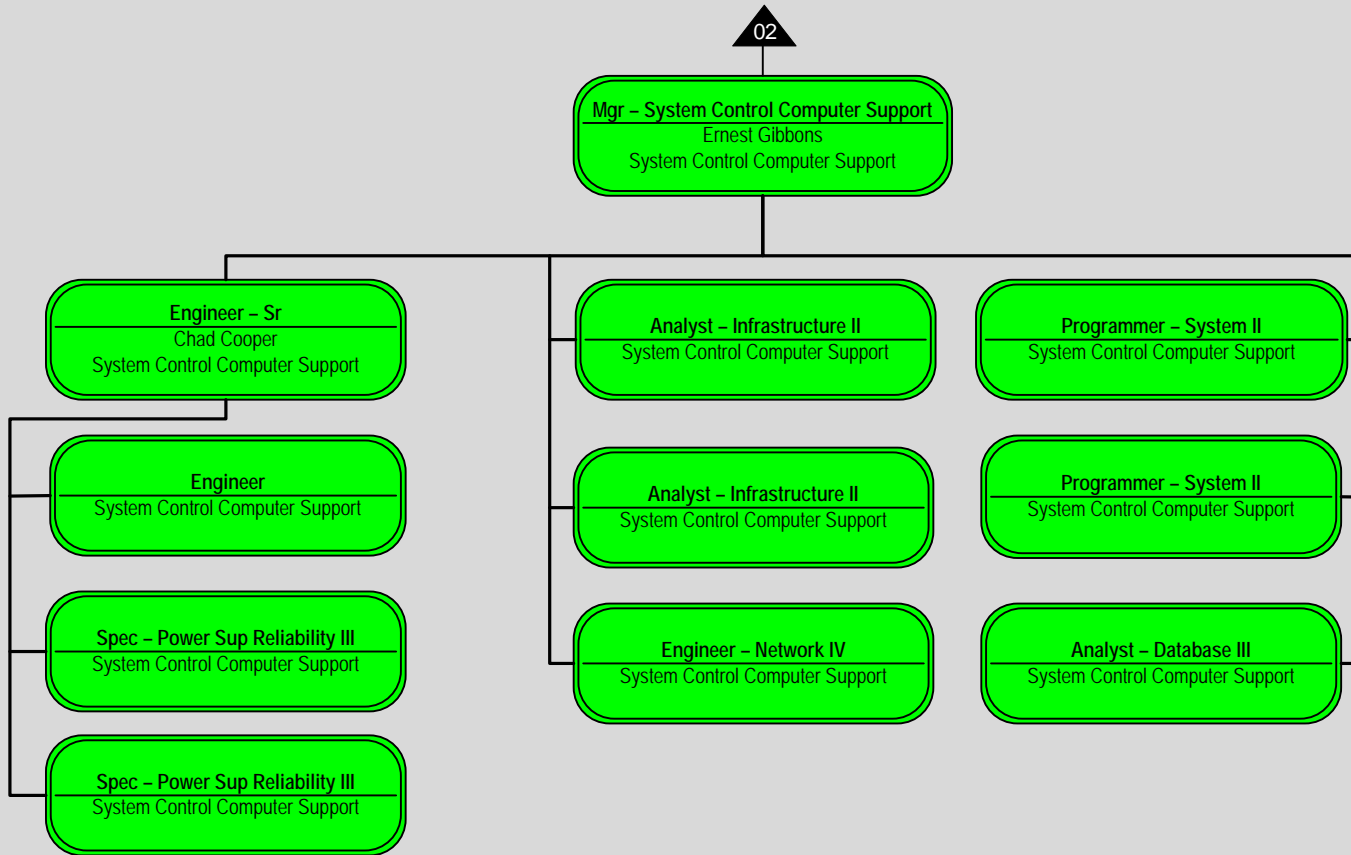 02
Mgr – System Control Computer Support
Ernest Gibbons
System Control Computer Support
Engineer – Sr
Chad Cooper
System Control Computer Support
Engineer
System Control Computer Support
Spec – Power Sup Reliability III
System Control Computer Support
Spec – Power Sup Reliability III
System Control Computer Support
Analyst – Infrastructure II
System Control Computer Support
Analyst – Infrastructure II
System Control Computer Support
Engineer – Network IV
System Control Computer Support
Programmer – System II
System Control Computer Support
Programmer – System II
System Control Computer Support
Analyst – Database III
System Control Computer Support